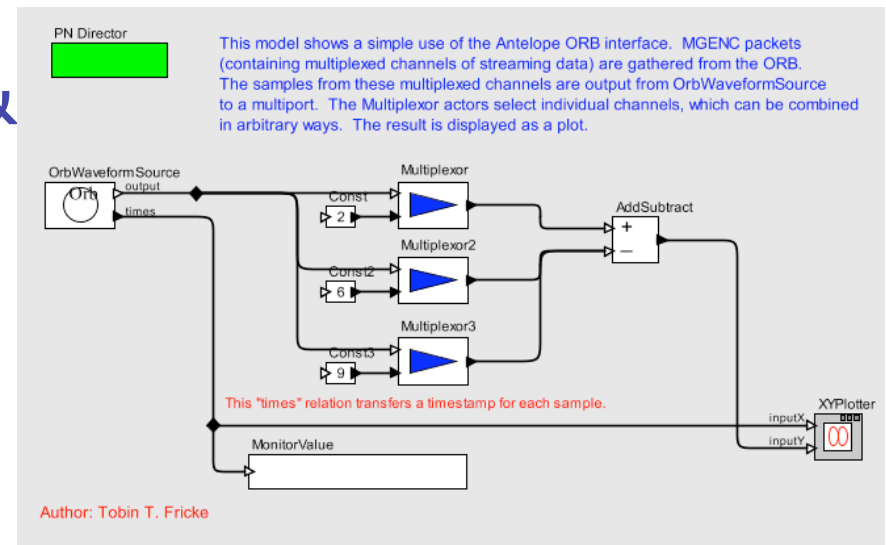 PN Director
This model shows a simple use of the Antelope ORB interface. MGENC packets
(containing multiplexed channels of streaming data) are gathered from the ORB.
The samples from these multiplexed channels are output from OrbWaveformSource
to a multiport. The Multiplexor actors select individual channels, which can be combined
in arbitrary ways. The result is displayed as a plot.
&
OrbWaveformSource
Orb
output
times
Const
2
Multiplexor
Const2
6
Multiplexor2
Const3
9
Multiplexor3
AddSubtract
+
–
This "times" relation transfers a timestamp for each sample.
XYPlotter
inputX
inputY
MonitorValue
Author: Tobin T. Fricke